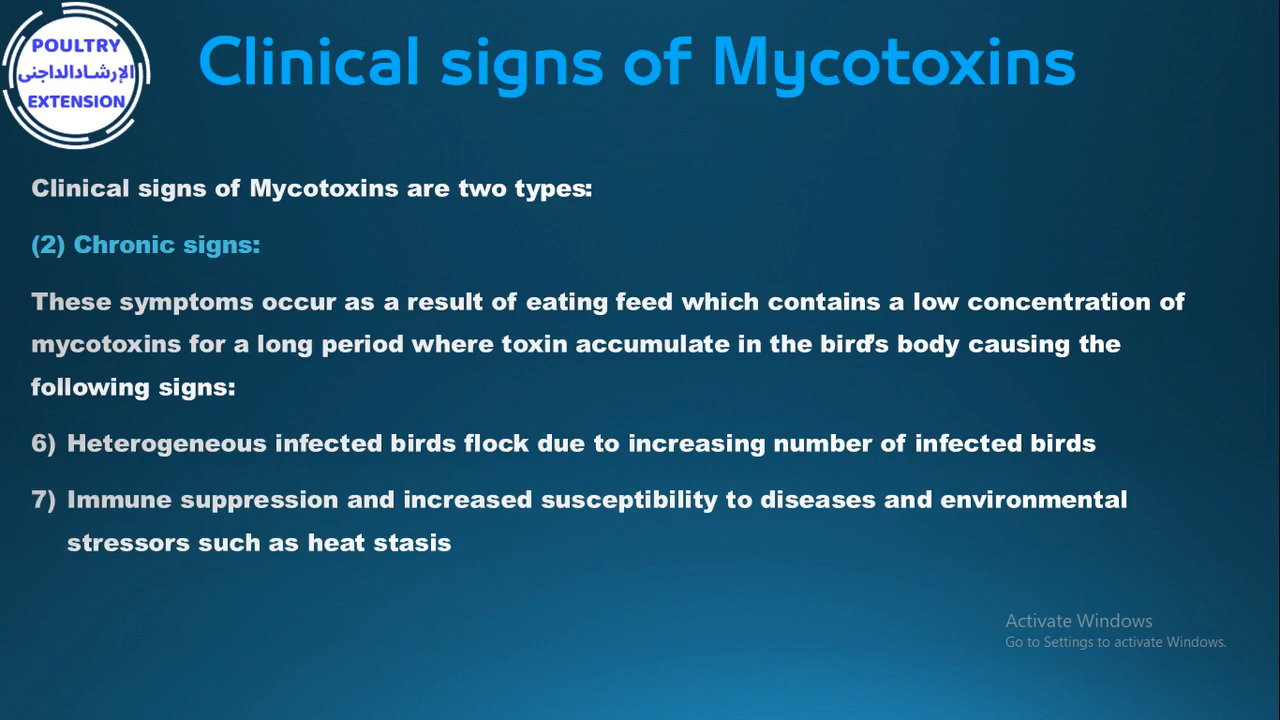 POULTRY
الإرشادالداجنى
EXTENSION
Clinical signs of Mycotoxins
Clinical signs of Mycotoxins are two types:
(2) Chronic signs:
These symptoms occur as a result of eating feed which contains a low concentration of
mycotoxins for a long period where toxin accumulate in the bird's body causing the
following signs:
6) Heterogeneous infected birds flock due to increasing number of infected birds
7) Immune suppression and increased susceptibility to diseases and environmental
stressors such as heat stasis
Activate Windows
Go to Settings to activate Windows.